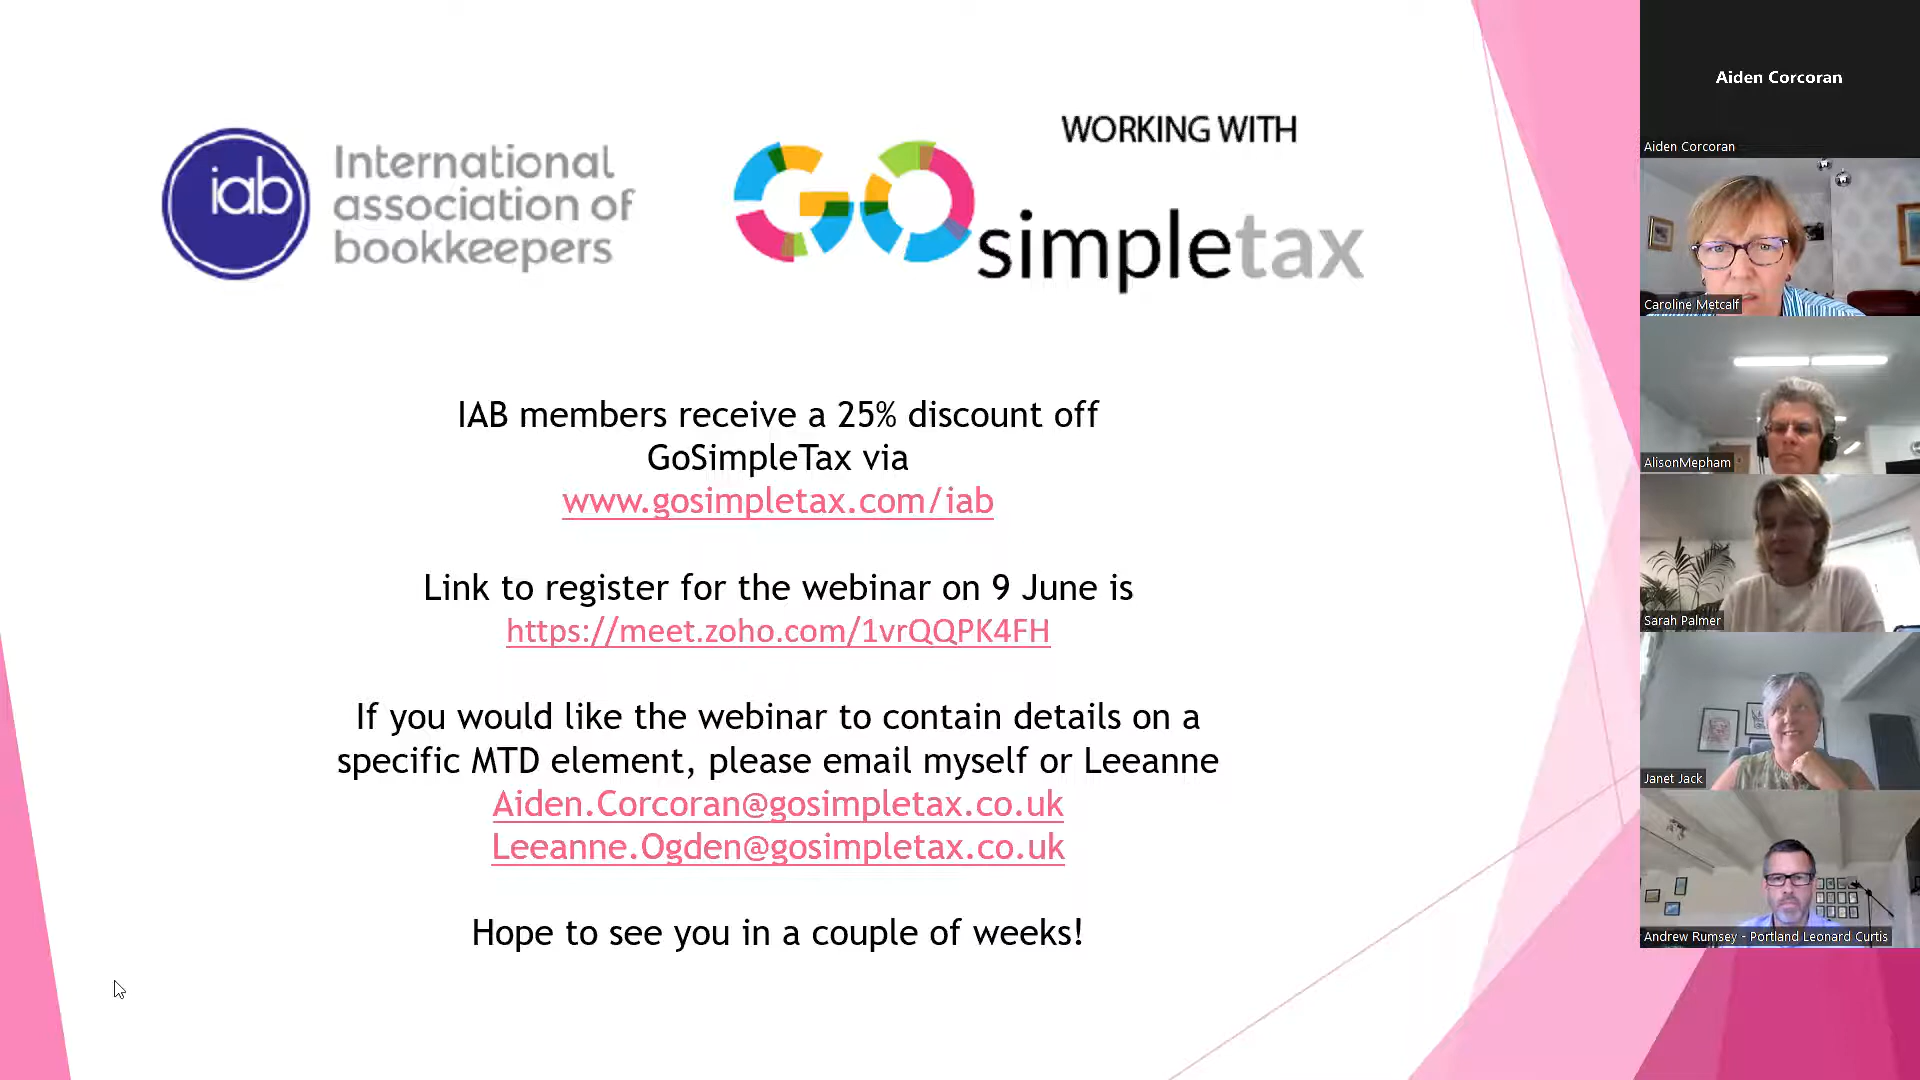 iab
International
association of
bookkeepers
WORKING WITH
GO
simpletax
IAB members receive a 25% discount off
GoSimpleTax via
www.gosimpletax.com/iab
Link to register for the webinar on 9 June is
https://meet.zoho.com/1vrQQPK4FH
If you would like the webinar to contain details on a
specific MTD element, please email myself or Leeanne
Aiden.Corcoran@gosimpletax.co.uk
Leeanne.Ogden@gosimpletax.co.uk
Hope to see you in a couple of weeks!
Aiden Corcoran
Aiden Corcoran
Caroline Metcalf
AlisonMepham
Sarah Palmer
Janet Jack
Andrew Rumsey - Portland Leonard Curtis